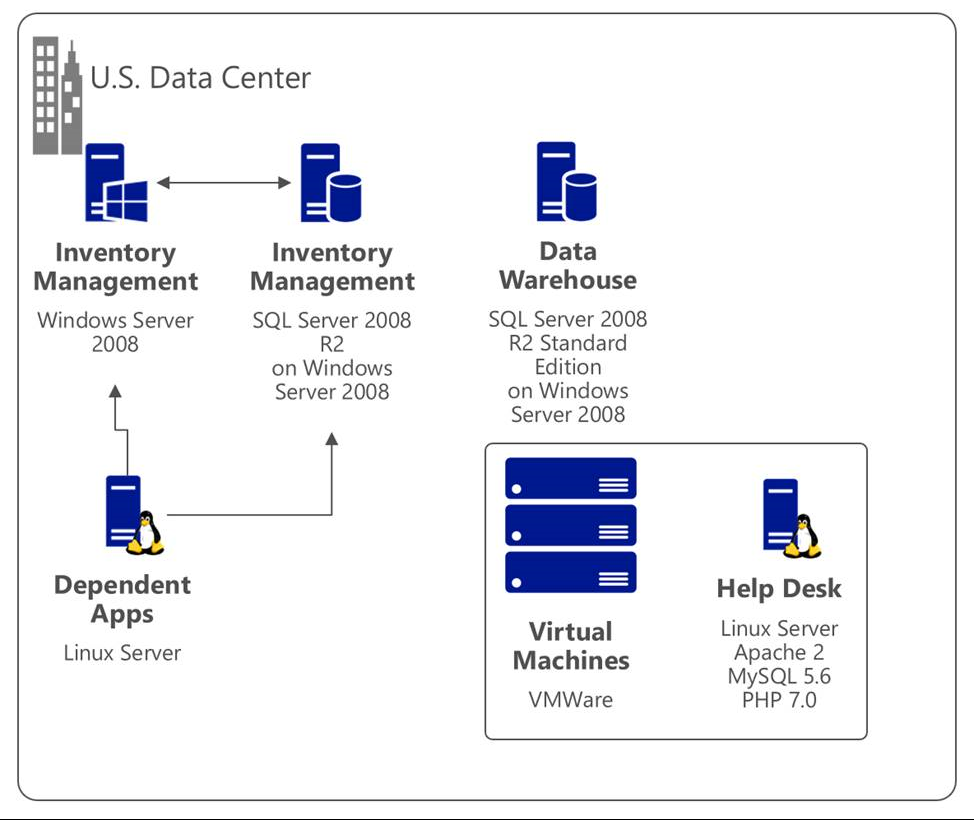 U.S. Data Center
Inventory
Management
Windows Server
2008
Inventory
Management
SQL Server 2008
R2
on Windows
Server 2008
Data
Warehouse
SQL Server 2008
R2 Standard
Edition
on Windows
Server 2008
Dependent
Apps
Linux Server
Virtual
Machines
VMWare
Help Desk
Linux Server
Apache 2
MySQL 5.6
PHP 7.0